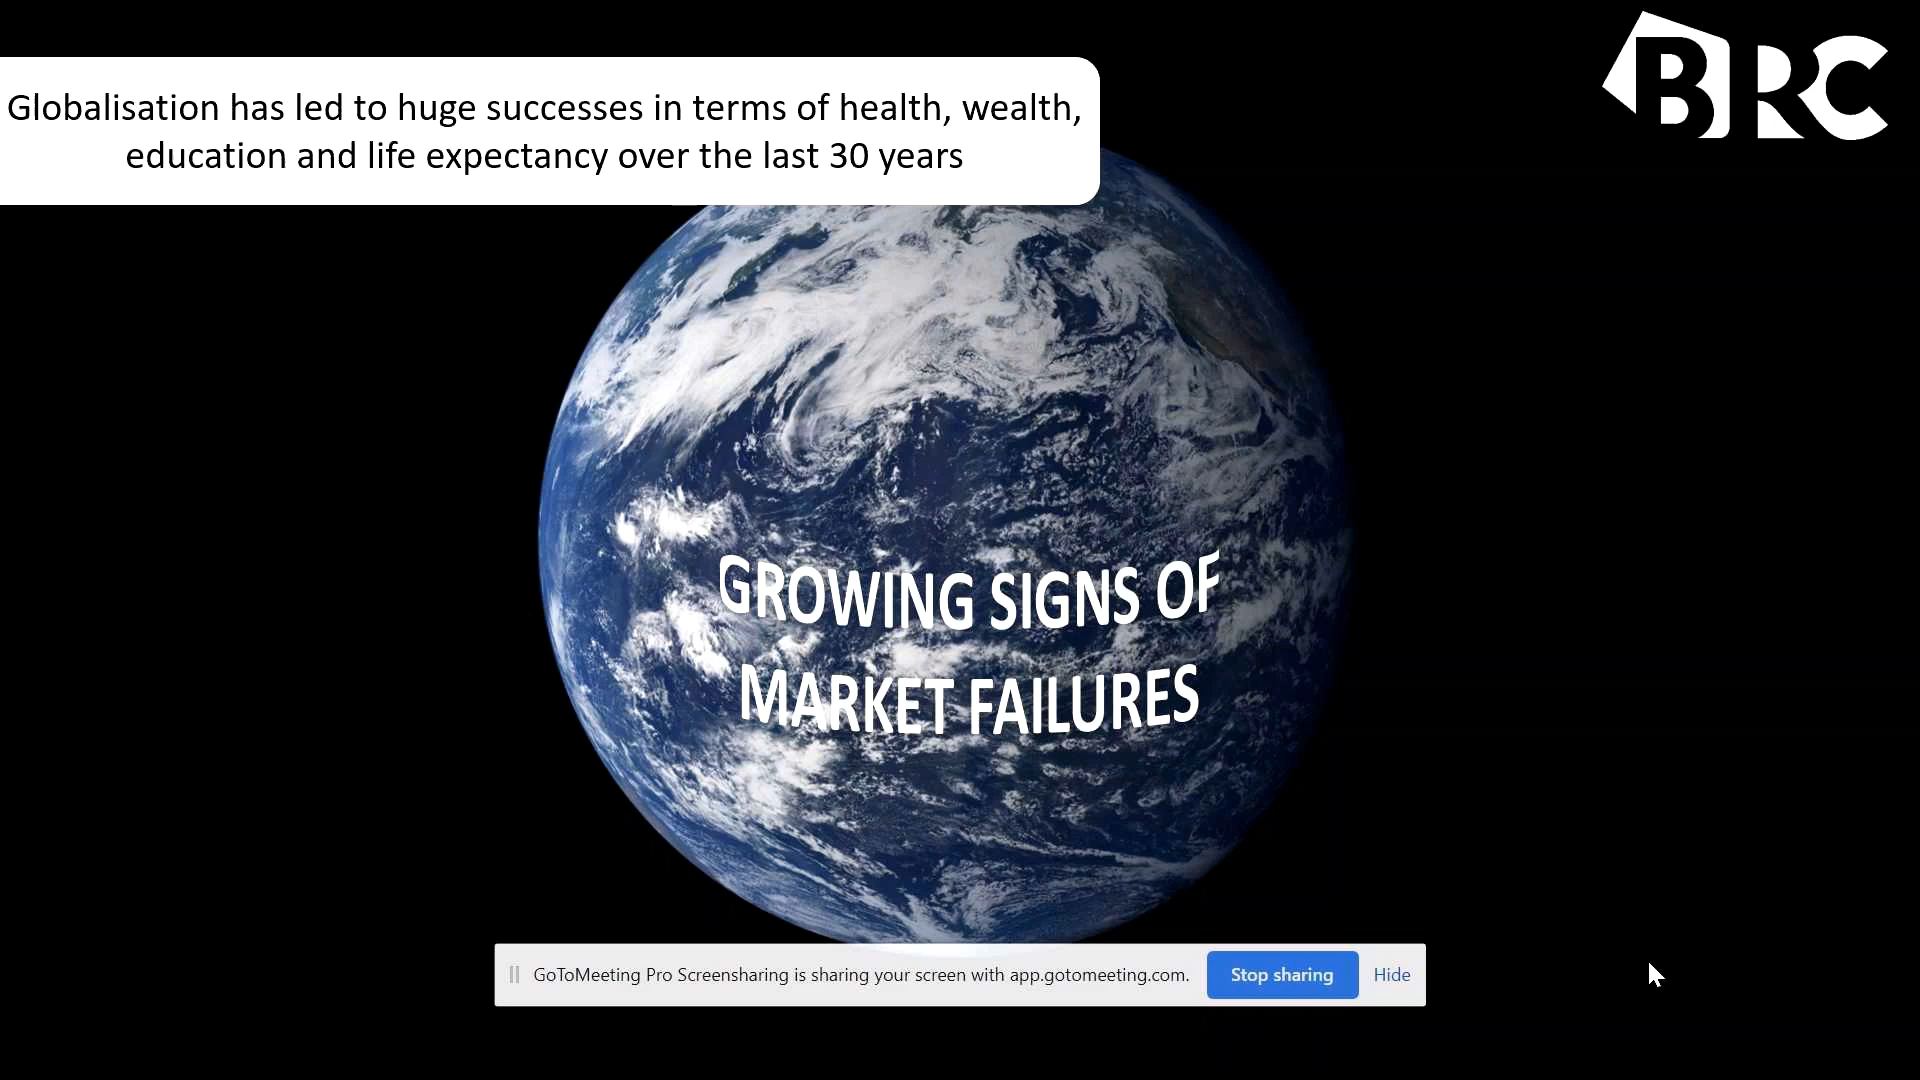 BRC
Globalisation has led to huge successes in terms of health, wealth,
education and life expectancy over the last 30 years
GROWING SIGNS OF
MARKET FAILURES
GoToMeeting Pro Screensharing is sharing your screen with app.gotomeeting.com.
Stop sharing
Hide